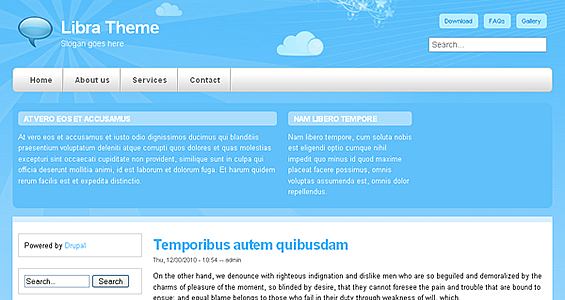 Libra Theme
Slogan goes here
Download FAQs Gallery
Search...
Home About us Services Contact
AT VERO EOS ET ACCUSAMUS
At vero eos et accusamus et iusto odio dignissimos ducimus qui blanditiis
praesentium voluptatum deleniti atque corrupti quos dolores et quas molestias
excepturi sint occaecati cupiditate non provident, similique sunt in culpa qui
officia deserunt mollitia animi, id est laborum et dolorum fuga. Et harum quidem
rerum facilis est et expedita distinctio.
NAM LIBERO TEMPORE
Nam libero tempore, cum soluta nobis
est eligendi optio cumque nihil
impedit quo minus id quod maxime
placeat facere possimus, omnis
voluptas assumenda est, omnis dolor
repellendus.
Powered by Drupal
Search... Search
Temporibus autem quibusdam
Thu, 12/30/2010 - 10:54 -- admin
On the other hand, we denounce with righteous indignation and dislike men who are so beguiled and demoralized by the
charms of pleasure of the moment, so blinded by desire, that they cannot foresee the pain and trouble that are bound to
ensue; and equal blame belongs to those who fail in their duty through weakness of will, which